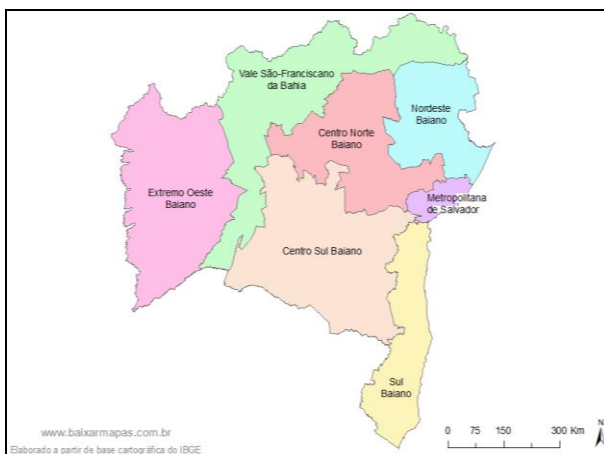 Vale São-Franciscano
da Bahia
Nordeste
Baiano
Centro Norte
Baiano
Extremo Oeste
Baiano
Metropolitana
de Salvador
Centro Sul Baiano
Sul
Baiano
www.baixarmapas.com.br
0 75 150 300 Km
N
Elaborado a partir de base cartográfica do IBGE